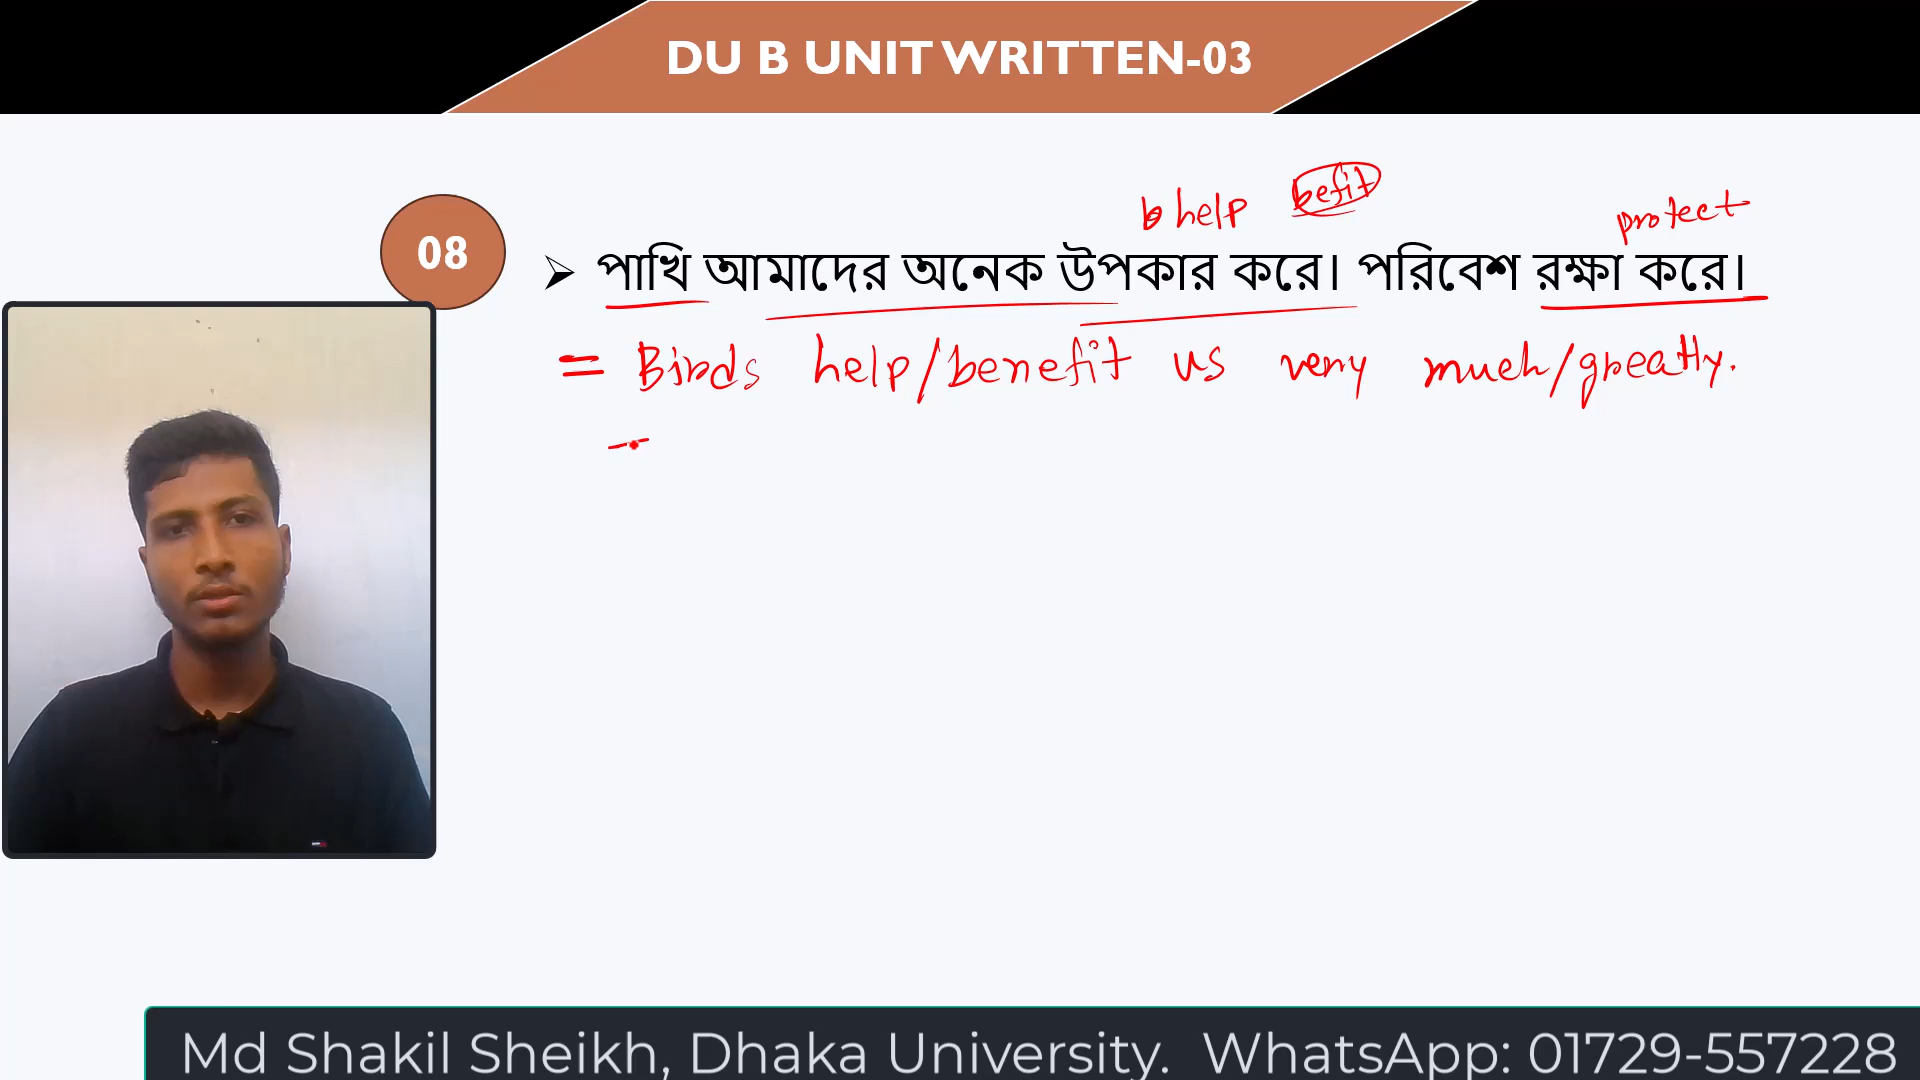 DU B UNIT WRITTEN-03
b help befit protect
08
➢ পাখি আমাদের অনেক উপকার করে। পরিবেশ রক্ষা করে।
= Birds help/benefit us very much/greatly.
Md Shakil Sheikh, Dhaka University. WhatsApp: 01729-557228